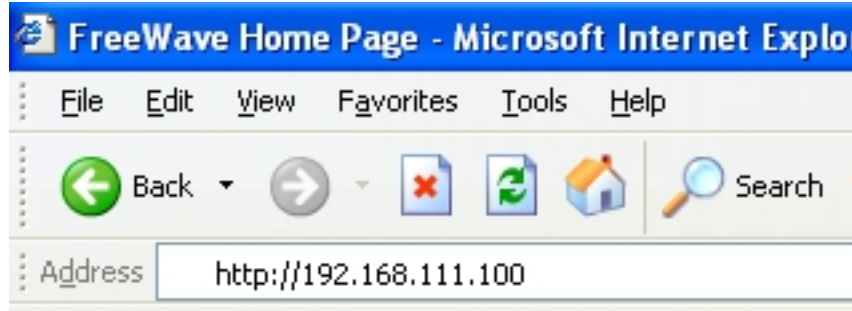 FreeWave Home Page - Microsoft Internet
File Edit View Favorites Tools Help
Back Search
Address http://192.168.111.100